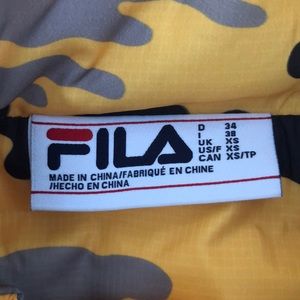 FILA
D 34
I 38
UK XS
US/F XS
CAN XS/TP
MADE IN CHINA/FABRIQUÉ EN CHINE
/HECHO EN CHINA